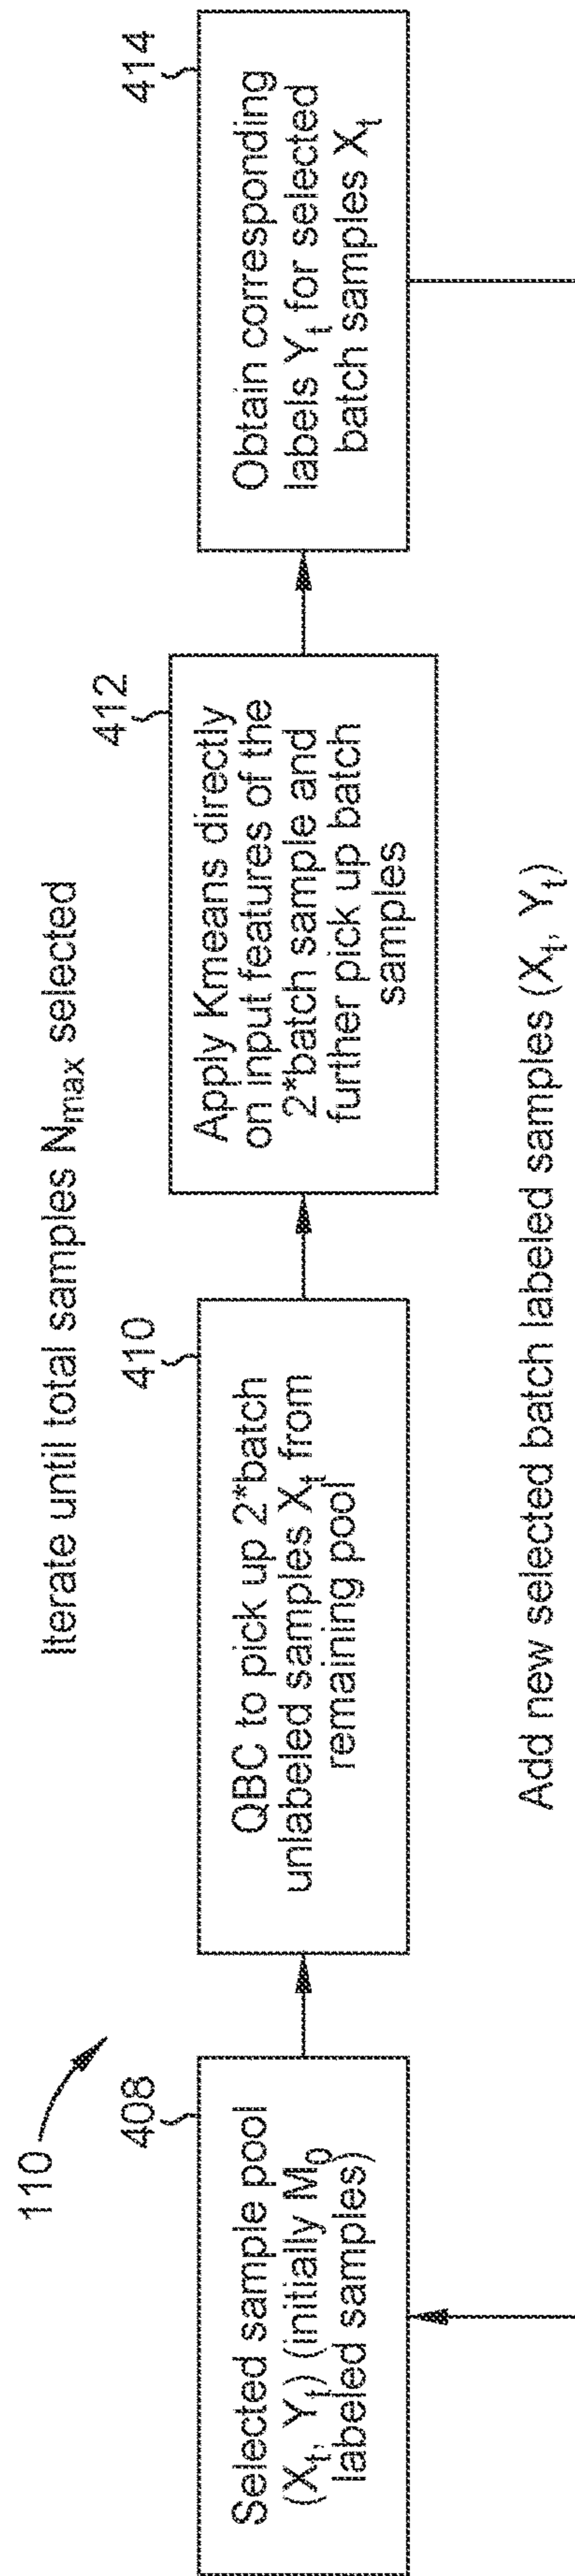 Iterate until total samples Nmax selected
110
408
Selected sample pool
(Xt, Yt) (initially M0
labeled samples)
410
QBC to pick up 2*batch
unlabeled samples Xt from
remaining pool
412
Apply Kmeans directly
on input features of the
2*batch sample and
further pick up batch
samples
414
Obtain corresponding
labels Yt for selected
batch samples Xt
Add new selected batch labeled samples (Xt, Yt)